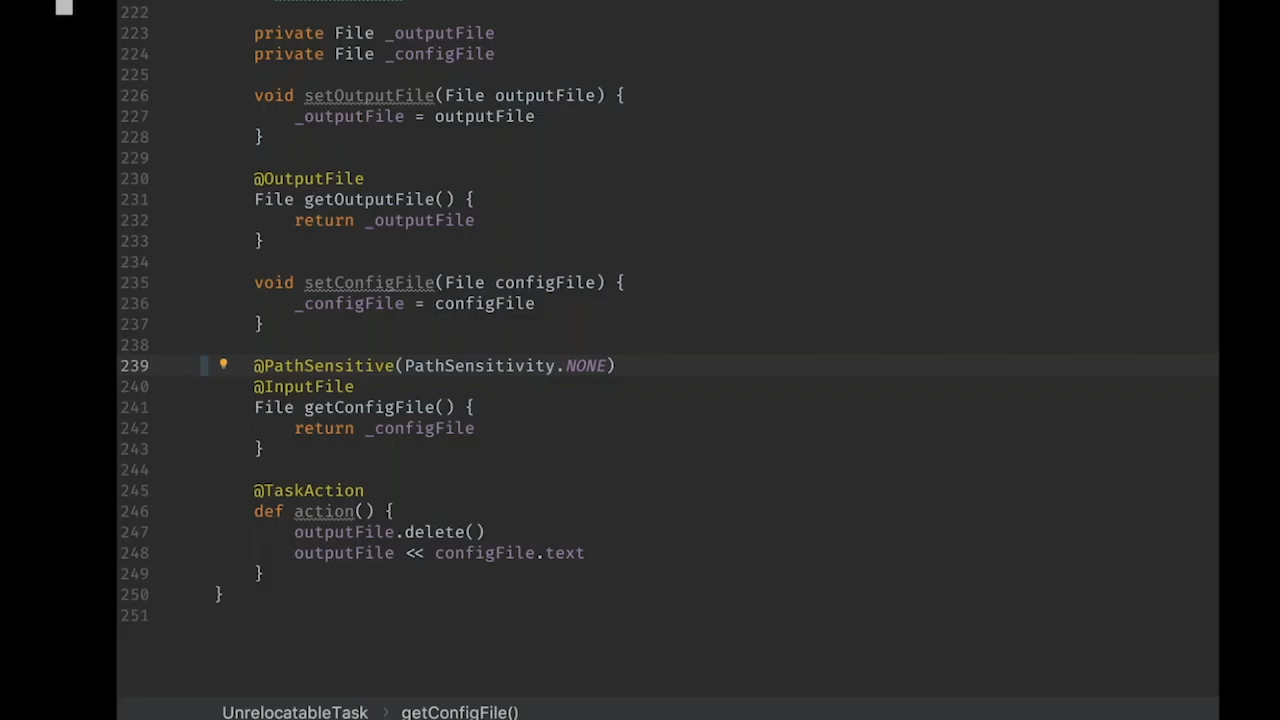 222
223 private File _outputFile
224 private File _configFile
225
226 void setOutputFile(File outputFile) {
227 _outputFile = outputFile
228 }
229
230 @OutputFile
231 File getOutputFile() {
232 return _outputFile
233 }
234
235 void setConfigFile(File configFile) {
236 _configFile = configFile
237 }
238
239 @PathSensitive(PathSensitivity.NONE)
240 @InputFile
241 File getConfigFile() {
242 return _configFile
243 }
244
245 @TaskAction
246 def action() {
247 outputFile.delete()
248 outputFile << configFile.text
249 }
250 }
251
UnrelocatableTask › getConfigFile()